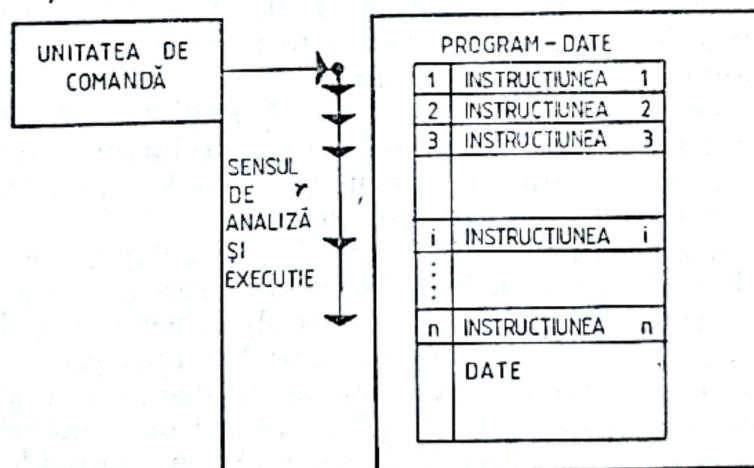 UNITATEA DE
COMANDĂ
PROGRAM - DATE
1 INSTRUCTIUNEA 1
2 INSTRUCTIUNEA 2
3 INSTRUCTIUNEA 3
i INSTRUCTIUNEA i
n INSTRUCTIUNEA n
DATE
SENSUL
DE
ANALIZĂ
ȘI
EXECUTIE